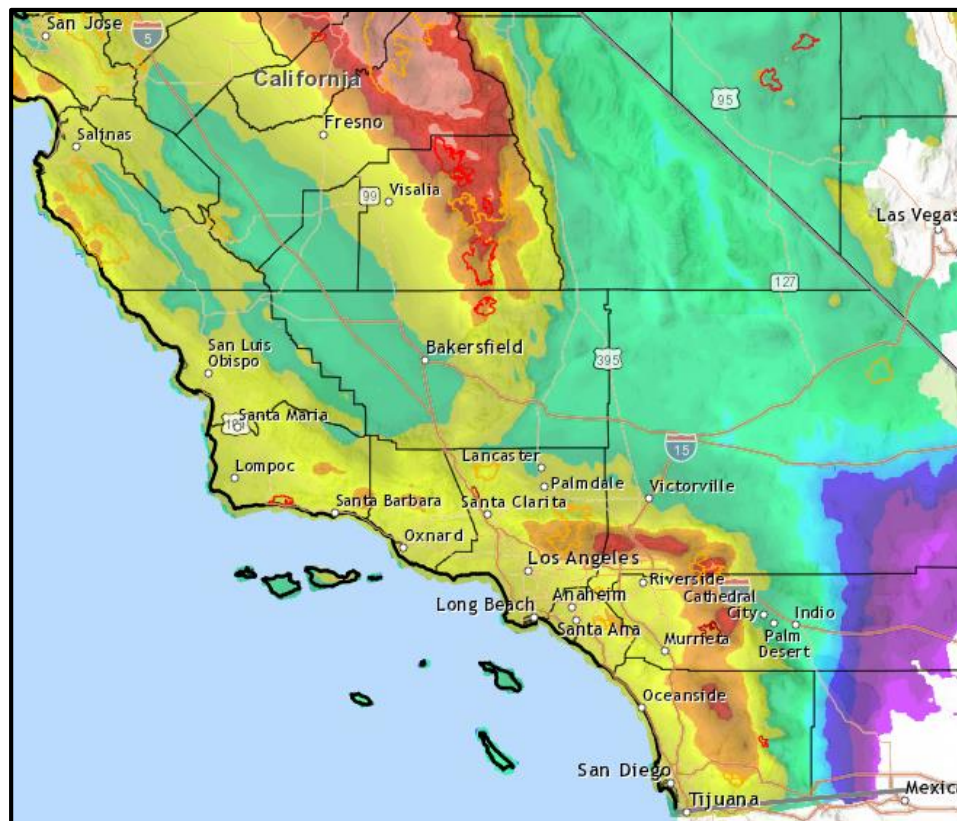 San Jose
5
California
95
Salinas
Fresno
99
Visalia
Las Vegas
127
San Luis
Obispo
Bakersfield
395
Santa Maria
15
Lancaster
Lompoc
Palmdale
Victorville
Santa Barbara
Santa Clarita
Oxnard
Los Angeles
Riverside
Cathedral
City
Long Beach
Anaheim
Indio
Santa Ana
Palm
Desert
Murrieta
Oceanside
San Diego
Tijuana
Mexic